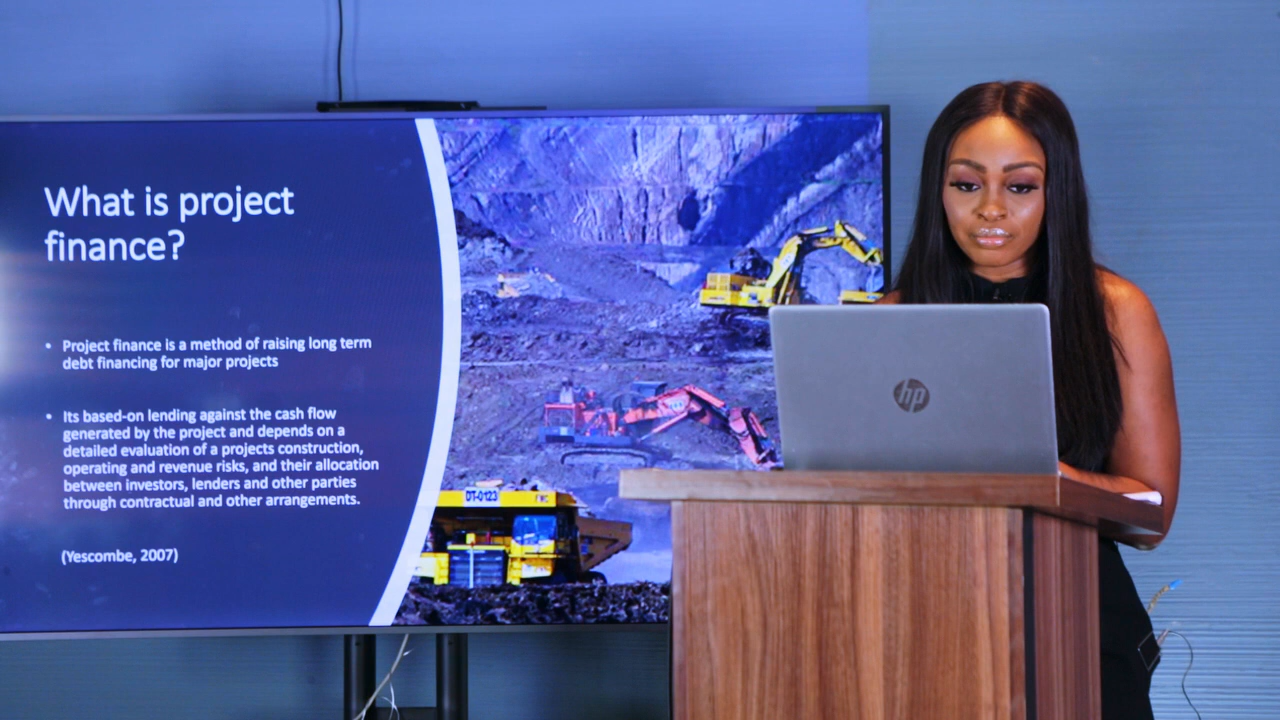 What is project
finance?
• Project finance is a method of raising long term
debt financing for major projects
• Its based-on lending against the cash flow
generated by the project and depends on a
detailed evaluation of a projects construction,
operating and revenue risks, and their allocation
between investors, lenders and other parties
through contractual and other arrangements.
(Yescombe, 2007)
DT-0123
hp